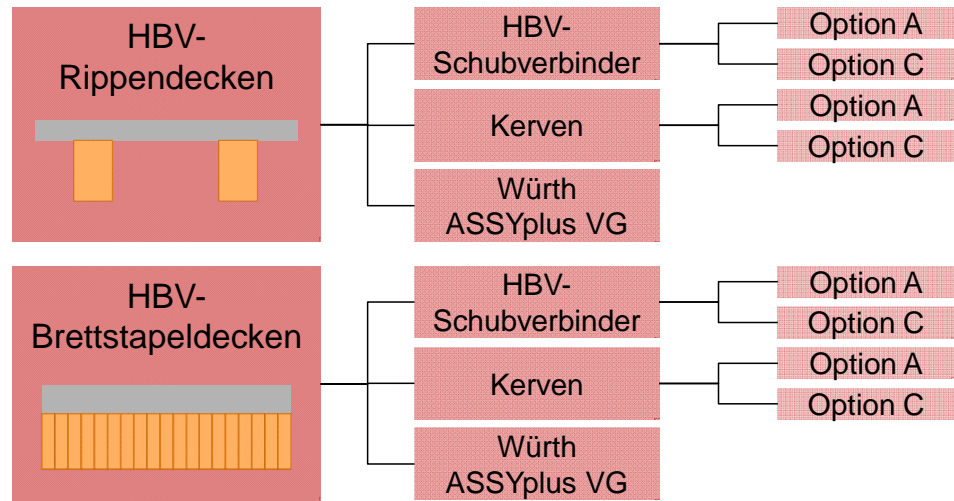 HBV-
Rippendecken
HBV-
Schubverbinder
Option A
Option C
Kerven
Option A
Option C
Würth
ASSYplus VG
HBV-
Brettstapeldecken
HBV-
Schubverbinder
Option A
Option C
Kerven
Option A
Option C
Würth
ASSYplus VG